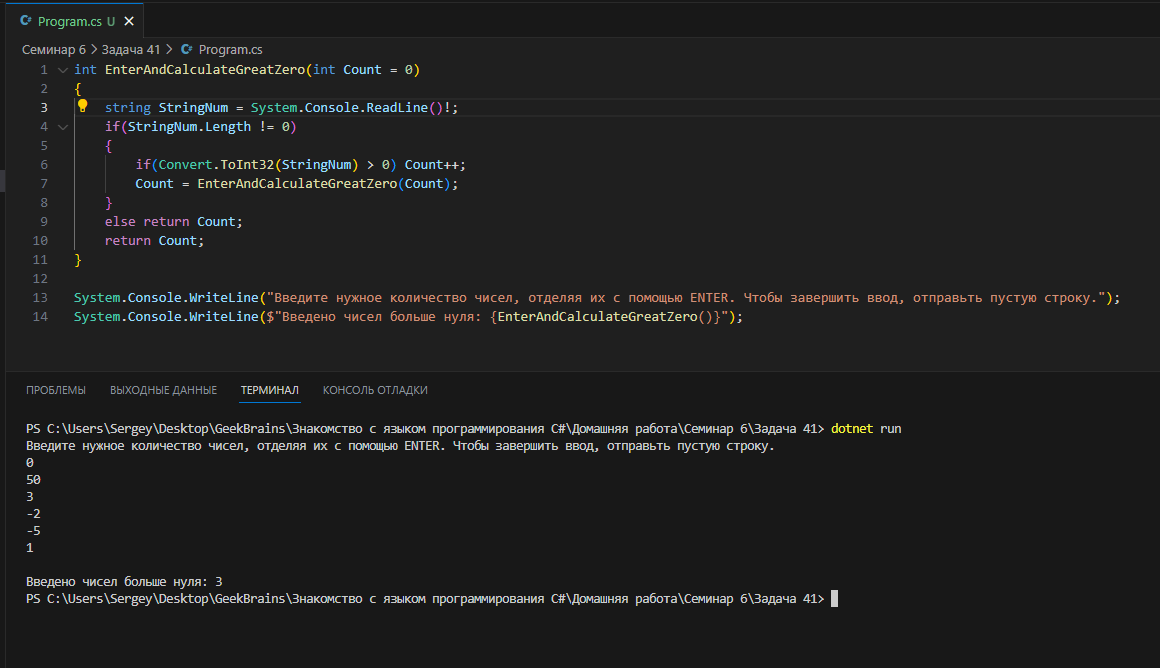 Program.cs U
Семинар 6 > Задача 41 > Program.cs
1 int EnterAndCalculateGreatZero(int Count = 0)
2 {
3 string StringNum = System.Console.ReadLine()!;
4 if(StringNum.Length != 0)
5 {
6 if(Convert.ToInt32(StringNum) > 0) Count++;
7 Count = EnterAndCalculateGreatZero(Count);
8 }
9 else return Count;
10 return Count;
11 }
12
13 System.Console.WriteLine("Введите нужное количество чисел, отделяя их с помощью ENTER. Чтобы завершить ввод, отправьть пустую строку.");
14 System.Console.WriteLine($"Введено чисел больше нуля: {EnterAndCalculateGreatZero()}");
ПРОБЛЕМЫ ВЫХОДНЫЕ ДАННЫЕ ТЕРМИНАЛ КОНСОЛЬ ОТЛАДКИ
PS C:\Users\Sergey\Desktop\GeekBrains\Знакомство с языком программирования C#\Домашняя работа\Семинар 6\Задача 41> dotnet run
Введите нужное количество чисел, отделяя их с помощью ENTER. Чтобы завершить ввод, отправьть пустую строку.
0
50
3
-2
-5
1
Введено чисел больше нуля: 3
PS C:\Users\Sergey\Desktop\GeekBrains\Знакомство с языком программирования C#\Домашняя работа\Семинар 6\Задача 41>